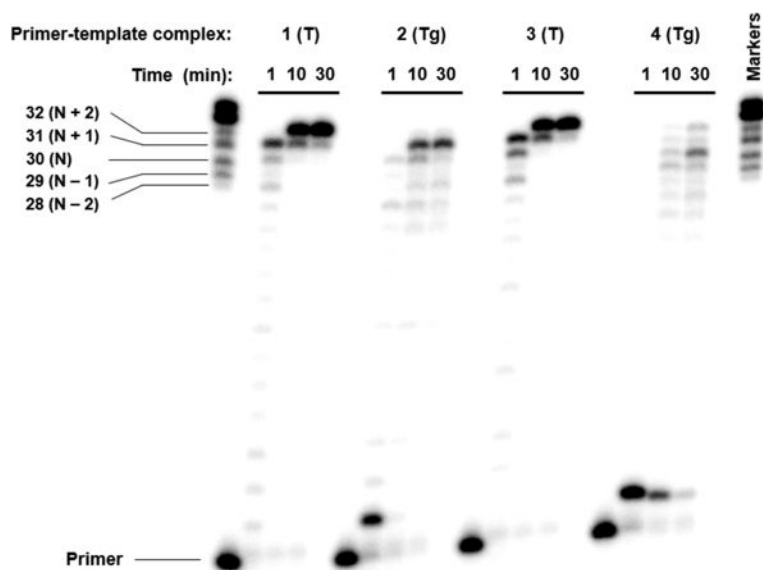 Primer-template complex: 1 (T) 2 (Tg) 3 (T) 4 (Tg) Markers
Time (min): 1 10 30 1 10 30 1 10 30 1 10 30
32 (N + 2)
31 (N + 1)
30 (N)
29 (N – 1)
28 (N – 2)
Primer